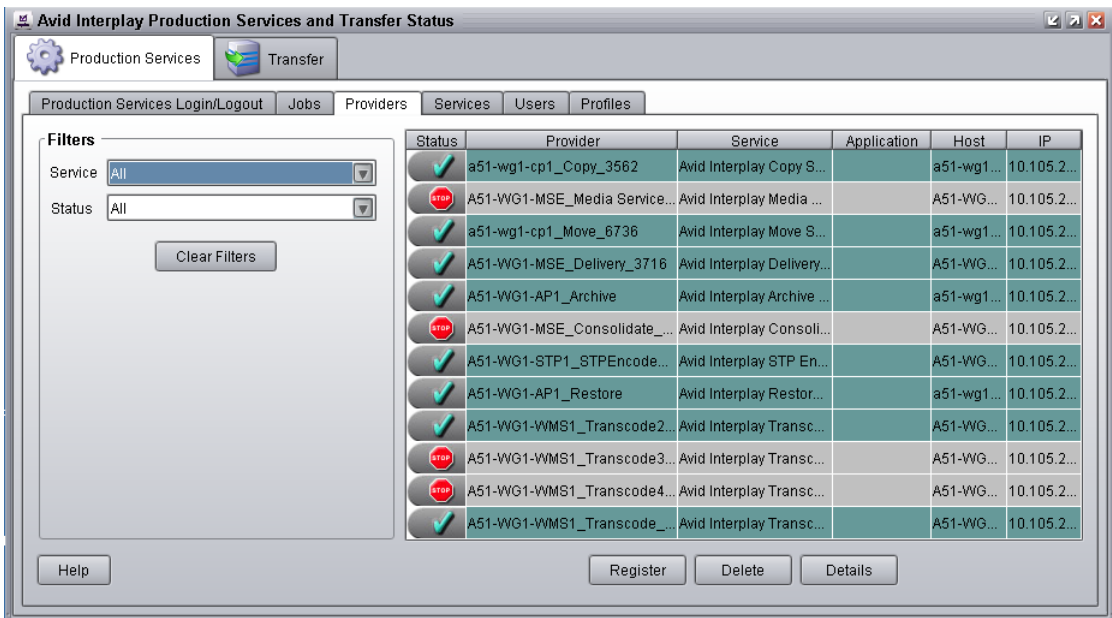 Avid Interplay Production Services and Transfer Status
Production Services Transfer
Production Services Login/Logout Jobs Providers Services Users Profiles
Filters
Service All
Status All
Clear Filters
Status Provider Service Application Host IP
a51-wg1-cp1_Copy_3562 Avid Interplay Copy S... a51-wg1... 10.105.2...
STOP A51-WG1-MSE_Media Service... Avid Interplay Media ... A51-WG... 10.105.2...
a51-wg1-cp1_Move_6736 Avid Interplay Move S... a51-wg1... 10.105.2...
A51-WG1-MSE_Delivery_3716 Avid Interplay Delivery... A51-WG... 10.105.2...
A51-WG1-AP1_Archive Avid Interplay Archive ... a51-wg1... 10.105.2...
STOP A51-WG1-MSE_Consolidate_... Avid Interplay Consoli... A51-WG... 10.105.2...
A51-WG1-STP1_STPEncode... Avid Interplay STP En... A51-WG... 10.105.2...
A51-WG1-AP1_Restore Avid Interplay Restor... a51-wg1... 10.105.2...
A51-WG1-WMS1_Transcode2... Avid Interplay Transc... A51-WG... 10.105.2...
STOP A51-WG1-WMS1_Transcode3... Avid Interplay Transc... A51-WG... 10.105.2...
STOP A51-WG1-WMS1_Transcode4... Avid Interplay Transc... A51-WG... 10.105.2...
A51-WG1-WMS1_Transcode_... Avid Interplay Transc... A51-WG... 10.105.2...
Help Register Delete Details